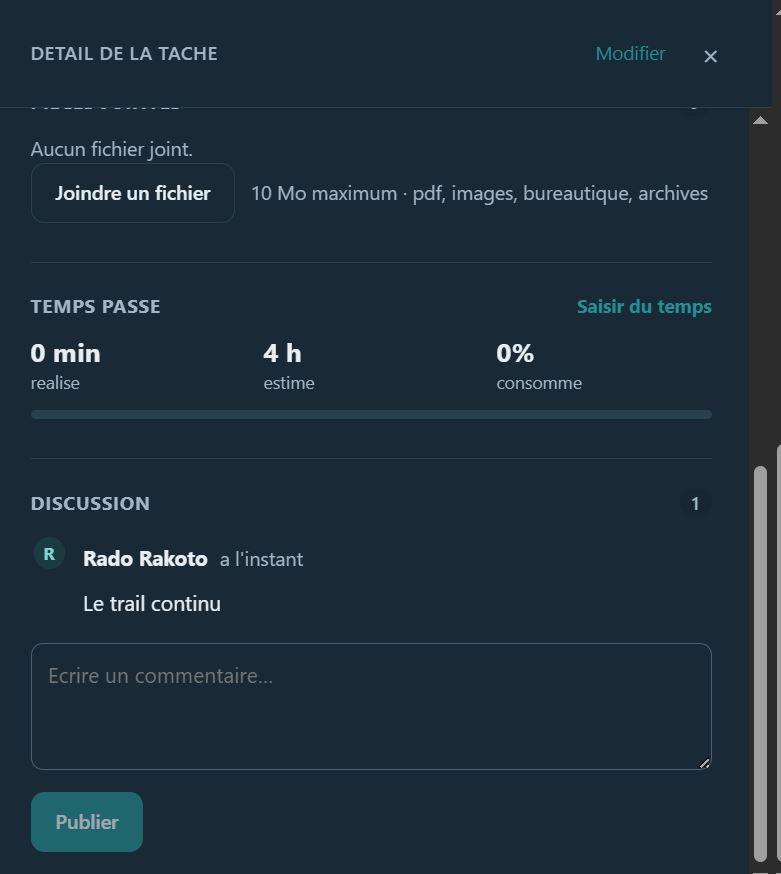 DETAIL DE LA TACHE
Modifier
×
Aucun fichier joint.
Joindre un fichier
10 Mo maximum · pdf, images, bureautique, archives
TEMPS PASSE
Saisir du temps
0 min
4 h
0%
realise
estime
consomme
DISCUSSION
1
R
Rado Rakoto a l'instant
Le trail continu
Ecrire un commentaire...
Publier